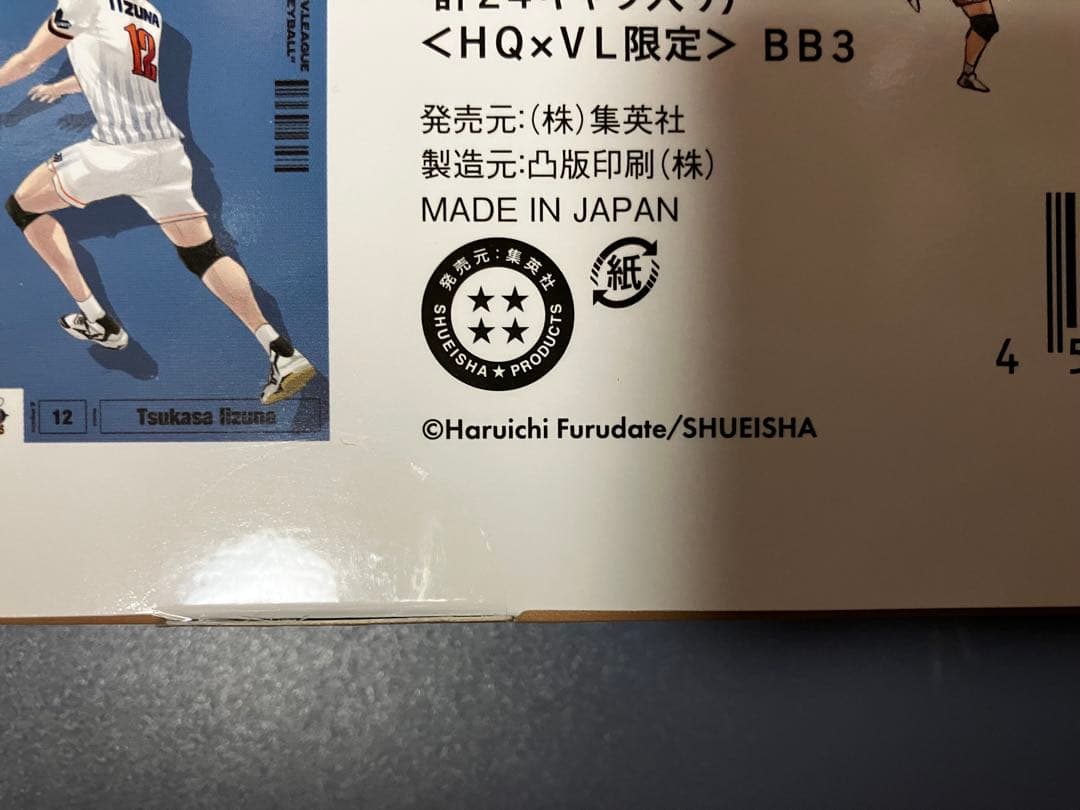 IIZUNA
12
V.LEAGUE
12
Tsukasa Iizuna
<HQ×VL限定> BB3
発売元:(株)集英社
製造元:凸版印刷(株)
MADE IN JAPAN
発売元:集英社
SHUEISHA★PRODUCTS
紙
©Haruichi Furudate/SHUEISHA
4